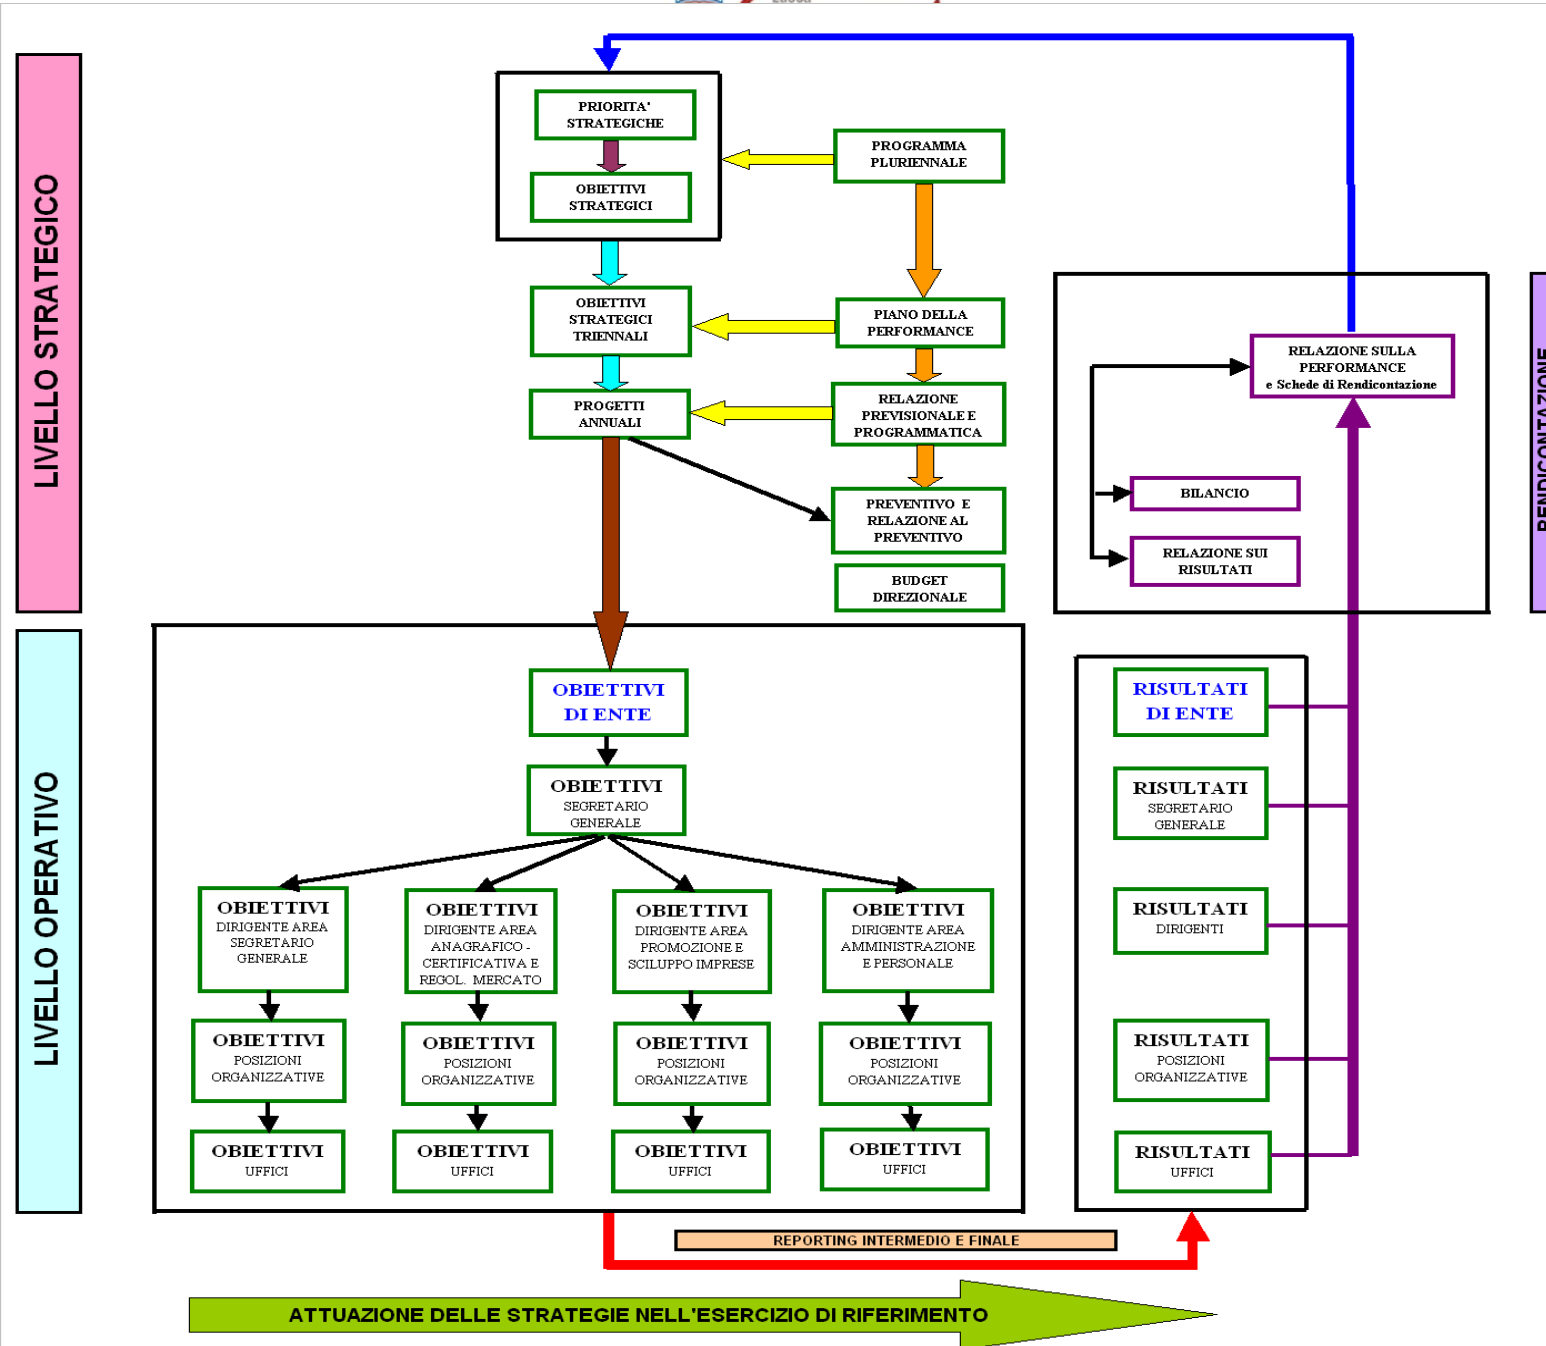 LIVELLO STRATEGICO
PRIORITA'
STRATEGICHE
OBIETTIVI
STRATEGICI
PROGRAMMA
PLURIENNALE
OBIETTIVI
STRATEGICI
TRIENNALI
PIANO DELLA
PERFORMANCE
PROGETTI
ANNUALI
RELAZIONE
PREVISIONALE E
PROGRAMMATICA
PREVENTIVO E
RELAZIONE AL
PREVENTIVO
BUDGET
DIREZIONALE
RELAZIONE SULLA
PERFORMANCE
e Schede di Rendicontazione
BILANCIO
RELAZIONE SUI
RISULTATI
RENDICONTAZIONE
LIVELLO OPERATIVO
OBIETTIVI
DI ENTE
OBIETTIVI
SEGRETARIO
GENERALE
OBIETTIVI
DIRIGENTE AREA
SEGRETARIO
GENERALE
OBIETTIVI
DIRIGENTE AREA
ANAGRAFICO -
CERTIFICATIVA E
REGOL. MERCATO
OBIETTIVI
DIRIGENTE AREA
PROMOZIONE E
SCILUPPO IMPRESE
OBIETTIVI
DIRIGENTE AREA
AMMINISTRAZIONE
E PERSONALE
OBIETTIVI
POSIZIONI
ORGANIZZATIVE
OBIETTIVI
POSIZIONI
ORGANIZZATIVE
OBIETTIVI
POSIZIONI
ORGANIZZATIVE
OBIETTIVI
POSIZIONI
ORGANIZZATIVE
OBIETTIVI
UFFICI
OBIETTIVI
UFFICI
OBIETTIVI
UFFICI
OBIETTIVI
UFFICI
RISULTATI
DI ENTE
RISULTATI
SEGRETARIO
GENERALE
RISULTATI
DIRIGENTI
RISULTATI
POSIZIONI
ORGANIZZATIVE
RISULTATI
UFFICI
REPORTING INTERMEDIO E FINALE
ATTUAZIONE DELLE STRATEGIE NELL'ESERCIZIO DI RIFERIMENTO